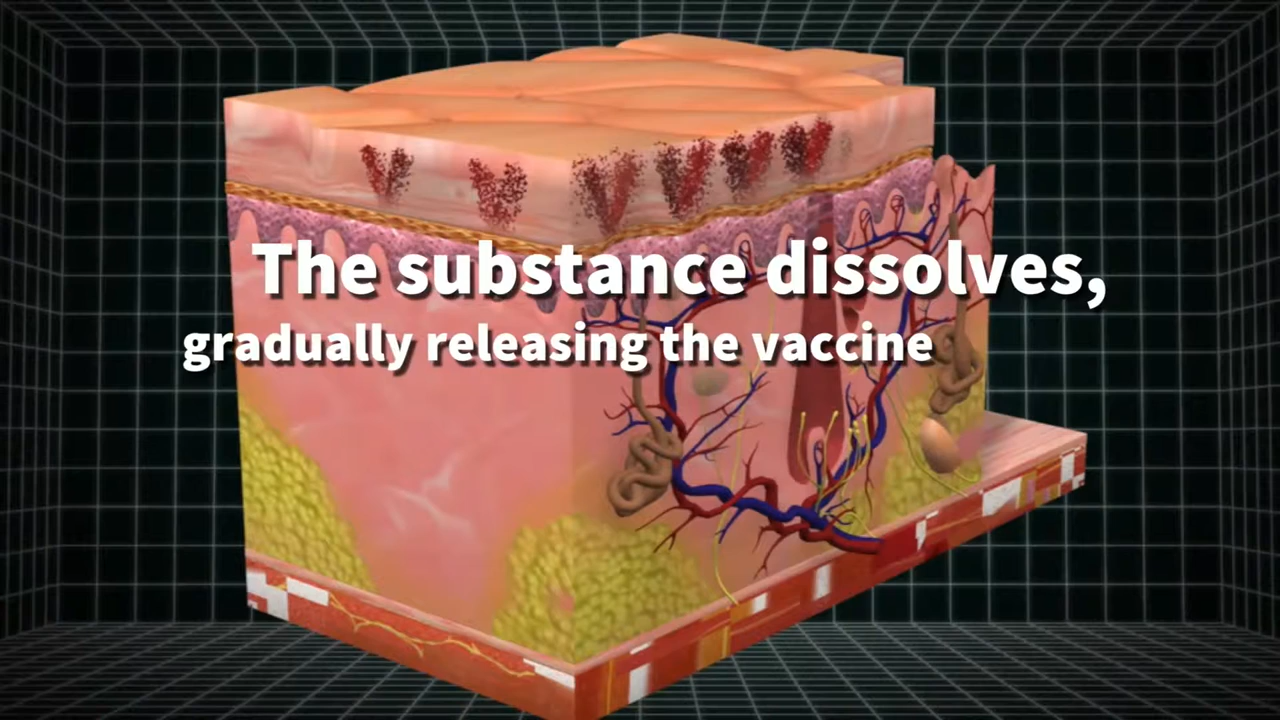 The substance dissolves,
gradually releasing the vaccine